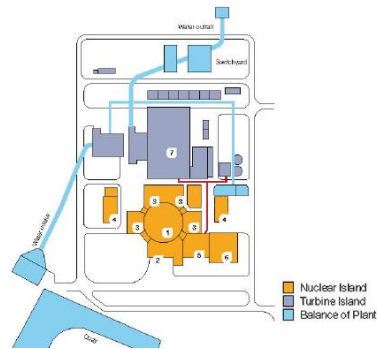 Water outfall
Switchyard
7
3
3
4
4
3
1
3
2
5
6
Water intake
Nuclear Island
Turbine Island
Balance of Plant